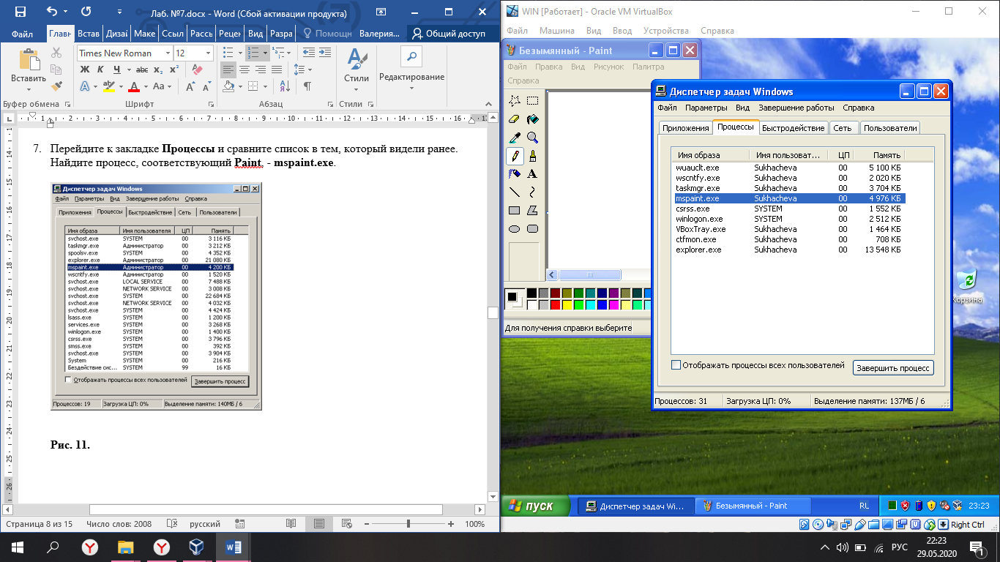 Лаб. №7.docx - Word (Сбой активации продукта)
Файл Главн Встав Дизай Маке Ссыл Рассы Рецен Вид Разра Помощн Валерия... Общий доступ
Вставить
Times New Roman 12
Ж К Ч abc x₂ x²
А ab А Аа А А
Стили
Редактирование
Буфер обмена Шрифт Абзац Стили
7. Перейдите к закладке Процессы и сравните список в тем, который видели ранее.
Найдите процесс, соответствующий Paint, - mspaint.exe.
Диспетчер задач Windows
Файл Параметры Вид Завершение работы Справка
Приложения Процессы Быстродействие Сеть Пользователи
Имя образа Имя пользователя ЦП Память
svchost.exe SYSTEM 00 3 116 КБ
taskmgr.exe Администратор 00 3 212 КБ
spoolsv.exe SYSTEM 00 4 352 КБ
explorer.exe Администратор 00 21 080 КБ
mspaint.exe Администратор 00 4 200 КБ
wscntfy.exe Администратор 00 1 520 КБ
svchost.exe LOCAL SERVICE 00 7 488 КБ
svchost.exe NETWORK SERVICE 00 3 008 КБ
svchost.exe SYSTEM 00 22 684 КБ
svchost.exe NETWORK SERVICE 00 4 032 КБ
svchost.exe SYSTEM 00 4 424 КБ
lsass.exe SYSTEM 00 1 200 КБ
services.exe SYSTEM 00 3 268 КБ
winlogon.exe SYSTEM 00 1 400 КБ
csrss.exe SYSTEM 00 3 796 КБ
smss.exe SYSTEM 00 392 КБ
svchost.exe SYSTEM 00 3 904 КБ
System SYSTEM 00 216 КБ
Бездействие сис... SYSTEM 99 16 КБ
Отображать процессы всех пользователей Завершить процесс
Процессов: 19 Загрузка ЦП: 0% Выделение памяти: 140МБ / 6
Рис. 11.
Страница 8 из 15 Число слов: 2008 русский 100%
WIN [Работает] - Oracle VM VirtualBox
Файл Машина Вид Ввод Устройства Справка
Безымянный - Paint
Файл Правка Вид Рисунок Палитра
Справка
Для получения справки выберите
Диспетчер задач Windows
Файл Параметры Вид Завершение работы Справка
Приложения Процессы Быстродействие Сеть Пользователи
Имя образа Имя пользоват... ЦП Память
wuauclt.exe Sukhacheva 00 5 100 КБ
wscntfy.exe Sukhacheva 00 2 020 КБ
taskmgr.exe Sukhacheva 00 3 704 КБ
mspaint.exe Sukhacheva 00 4 976 КБ
csrss.exe SYSTEM 00 1 552 КБ
winlogon.exe SYSTEM 00 2 512 КБ
VBoxTray.exe Sukhacheva 00 1 464 КБ
ctfmon.exe Sukhacheva 00 708 КБ
explorer.exe Sukhacheva 00 13 548 КБ
Отображать процессы всех пользователей Завершить процесс
Процессов: 31 Загрузка ЦП: 0% Выделение памяти: 137МБ / 6
Корзина
пуск Диспетчер задач Wi... Безымянный - Paint RL 23:23
Right Ctrl
РУС 22:23
29.05.2020